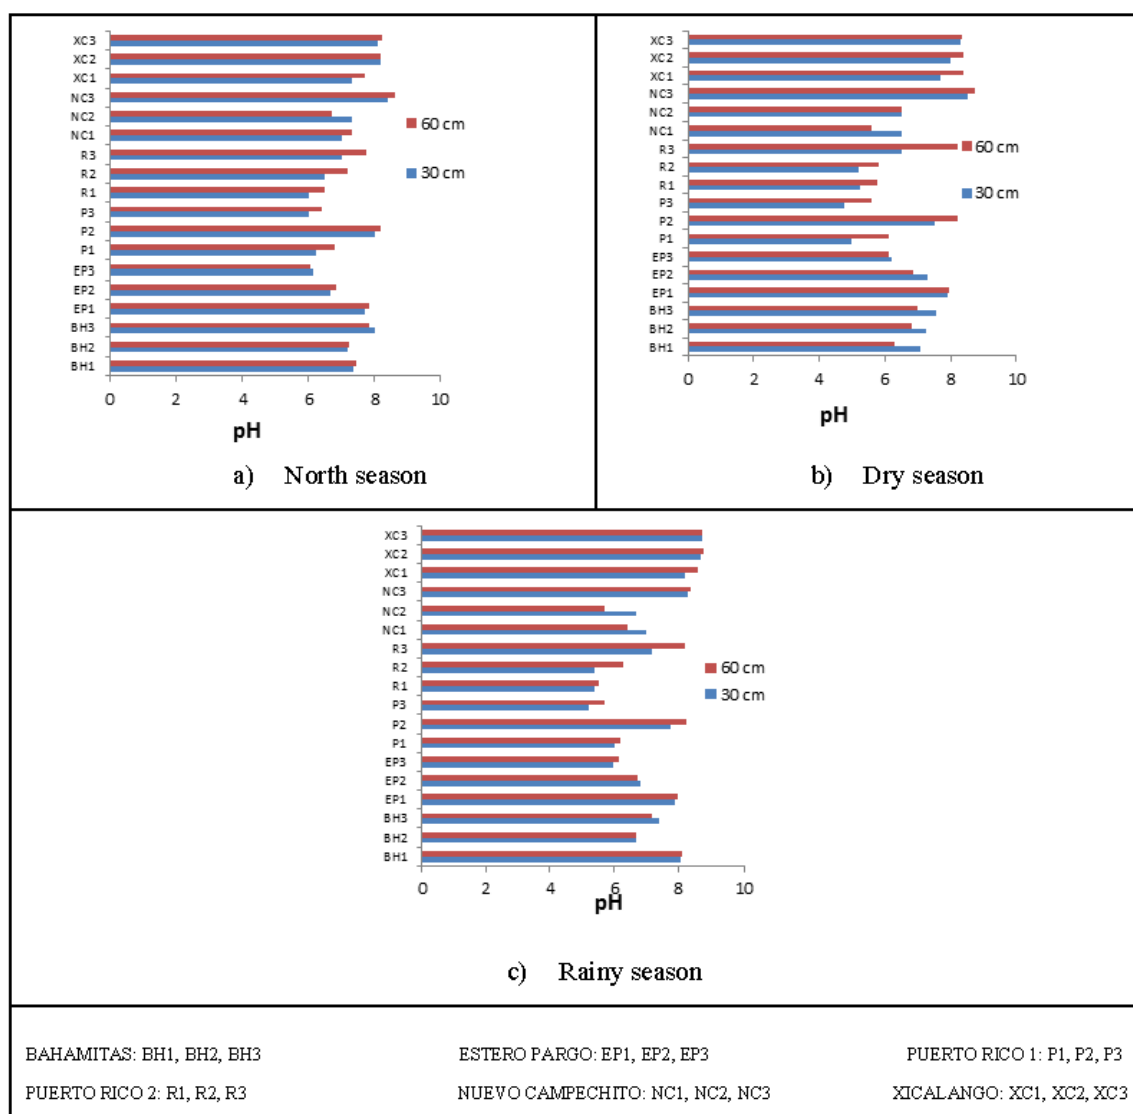 XC3
XC2
XC1
NC3
NC2
NC1
R3
R2
R1
P3
P2
P1
EP3
EP2
EP1
BH3
BH2
BH1
60 cm
30 cm
0 2 4 6 8 10
pH
a) North season
XC3
XC2
XC1
NC3
NC2
NC1
R3
R2
R1
P3
P2
P1
EP3
EP2
EP1
BH3
BH2
BH1
60 cm
30 cm
0 2 4 6 8 10
pH
b) Dry season
XC3
XC2
XC1
NC3
NC2
NC1
R3
R2
R1
P3
P2
P1
EP3
EP2
EP1
BH3
BH2
BH1
60 cm
30 cm
0 2 4 6 8 10
pH
c) Rainy season
BAHAMITAS: BH1, BH2, BH3 ESTERO PARGO: EP1, EP2, EP3 PUERTO RICO 1: P1, P2, P3
PUERTO RICO 2: R1, R2, R3 NUEVO CAMPECHITO: NC1, NC2, NC3 XICALANGO: XC1, XC2, XC3